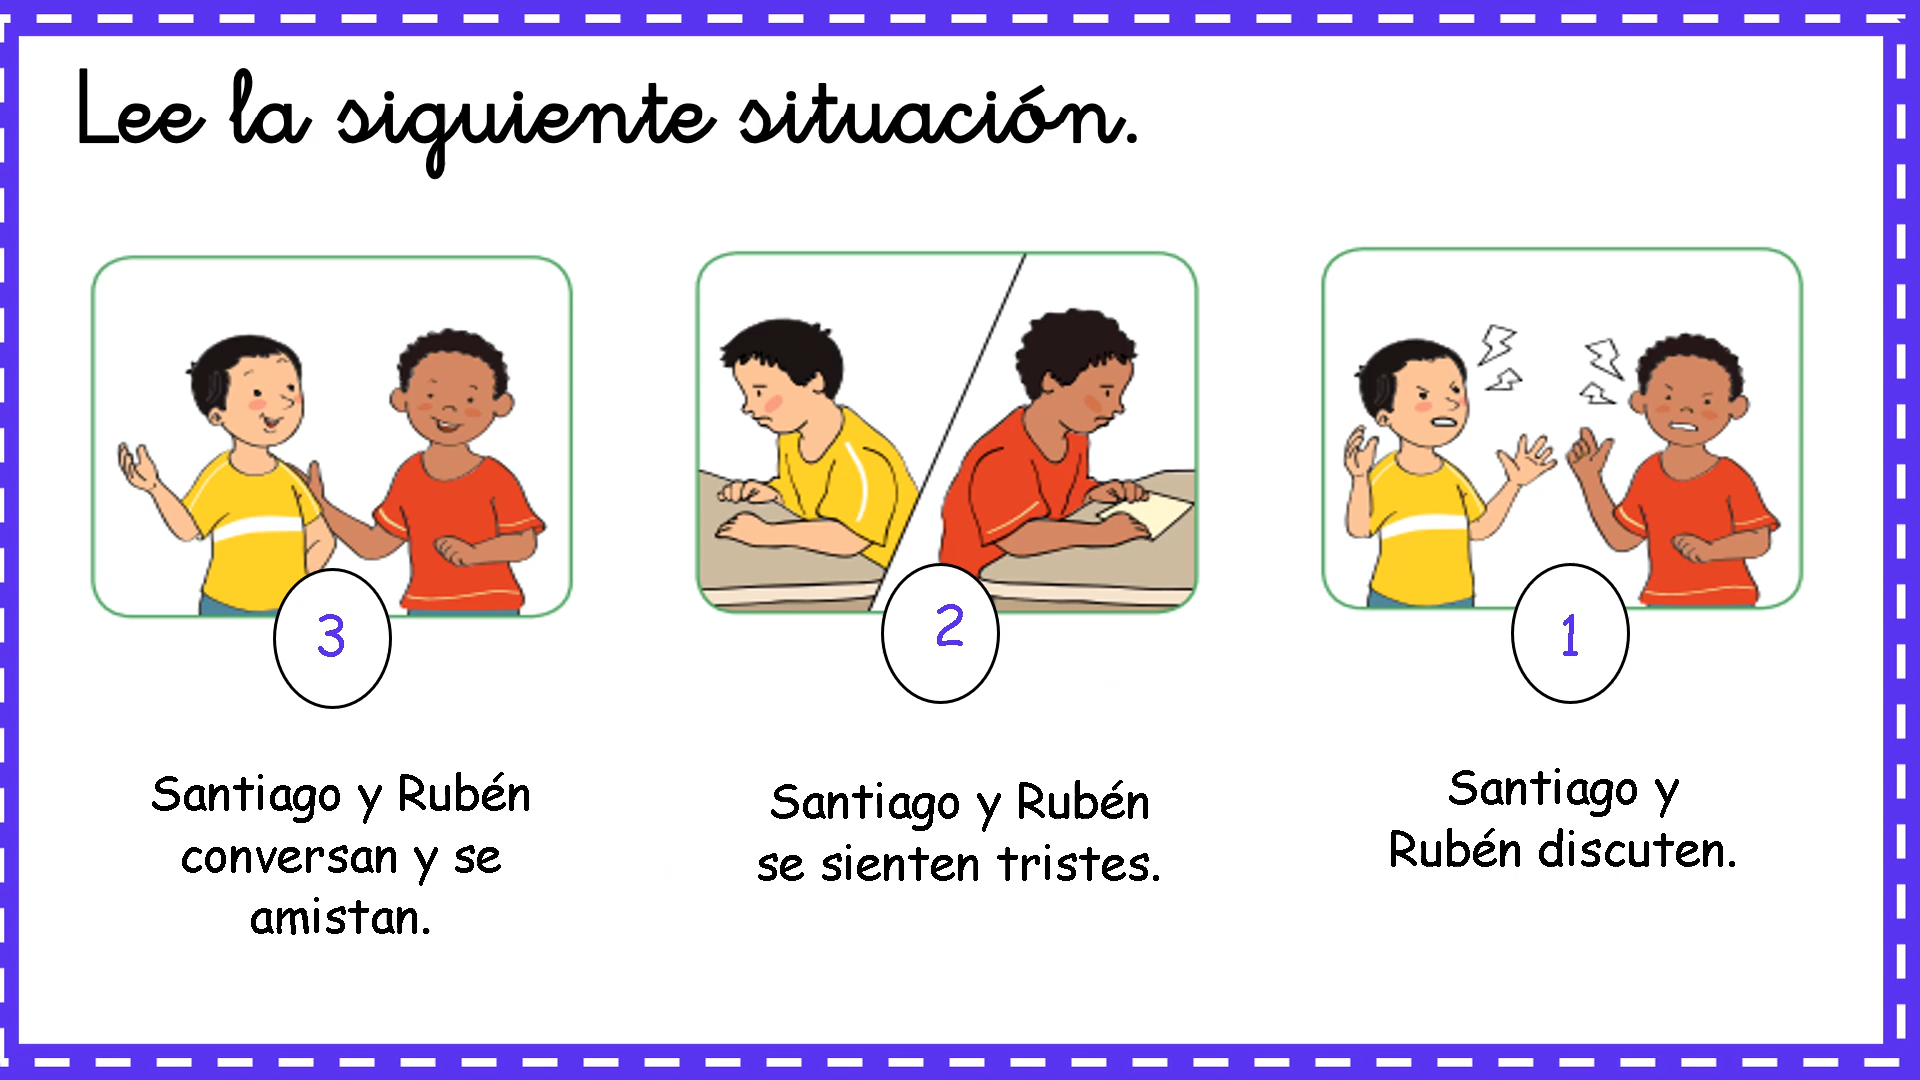 Lee la siguiente situación.
3
Santiago y Rubén
conversan y se
amistan.
2
Santiago y Rubén
se sienten tristes.
1
Santiago y
Rubén discuten.